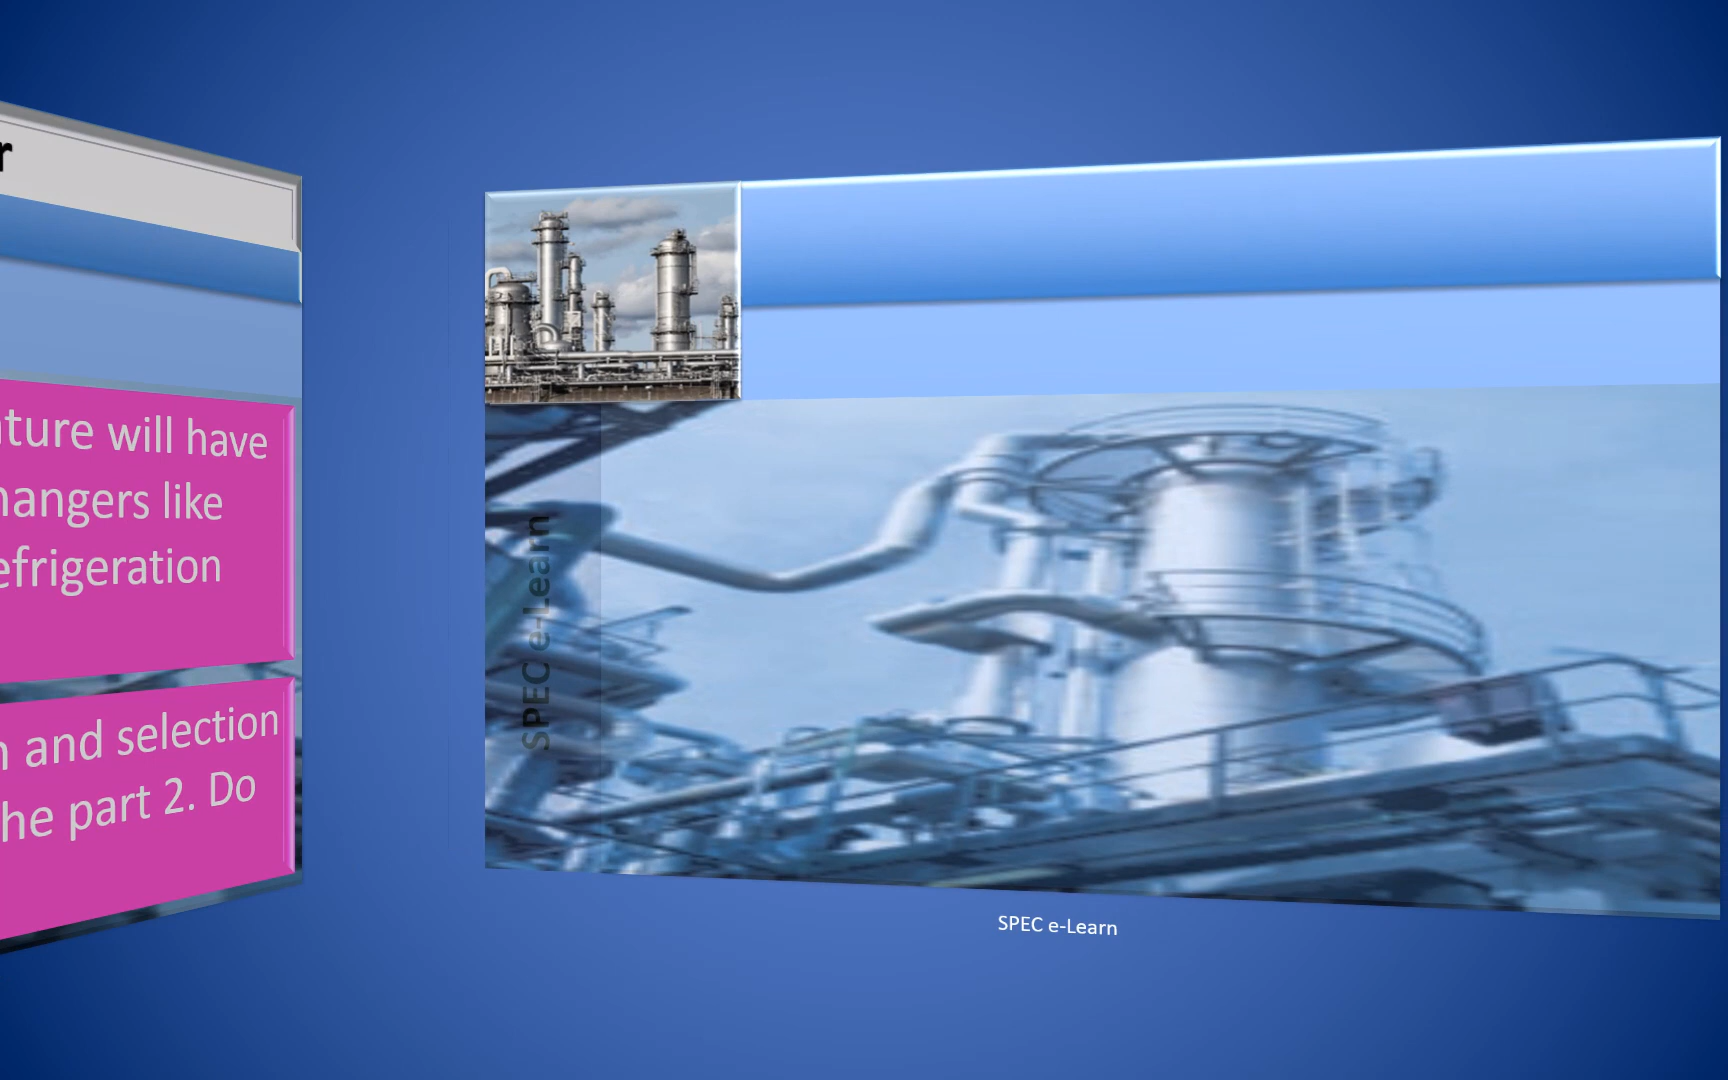 r
ture will have
hangers like
efrigeration
n and selection
he part 2. Do
SPEC e-Learn
SPEC e-Learn